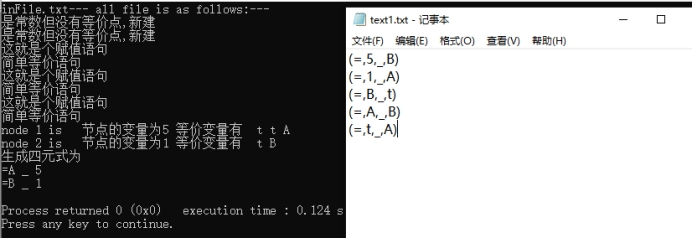 inFile.txt--- all file is as follows:---
是常数但没有等价点,新建
是常数但没有等价点,新建
这就是个赋值语句
简单等价语句
这就是个赋值语句
简单等价语句
这就是个赋值语句
简单等价语句
node 1 is 节点的变量为5 等价变量有 t t A
node 2 is 节点的变量为1 等价变量有 t B
生成四元式为
=A _ 5
=B _ 1
Process returned 0 (0x0) execution time : 0.124 s
Press any key to continue.
text1.txt - 记事本
文件(F) 编辑(E) 格式(O) 查看(V) 帮助(H)
(=,5,_,B)
(=,1,_,A)
(=,B,_,t)
(=,A,_,B)
(=,t,_,A)